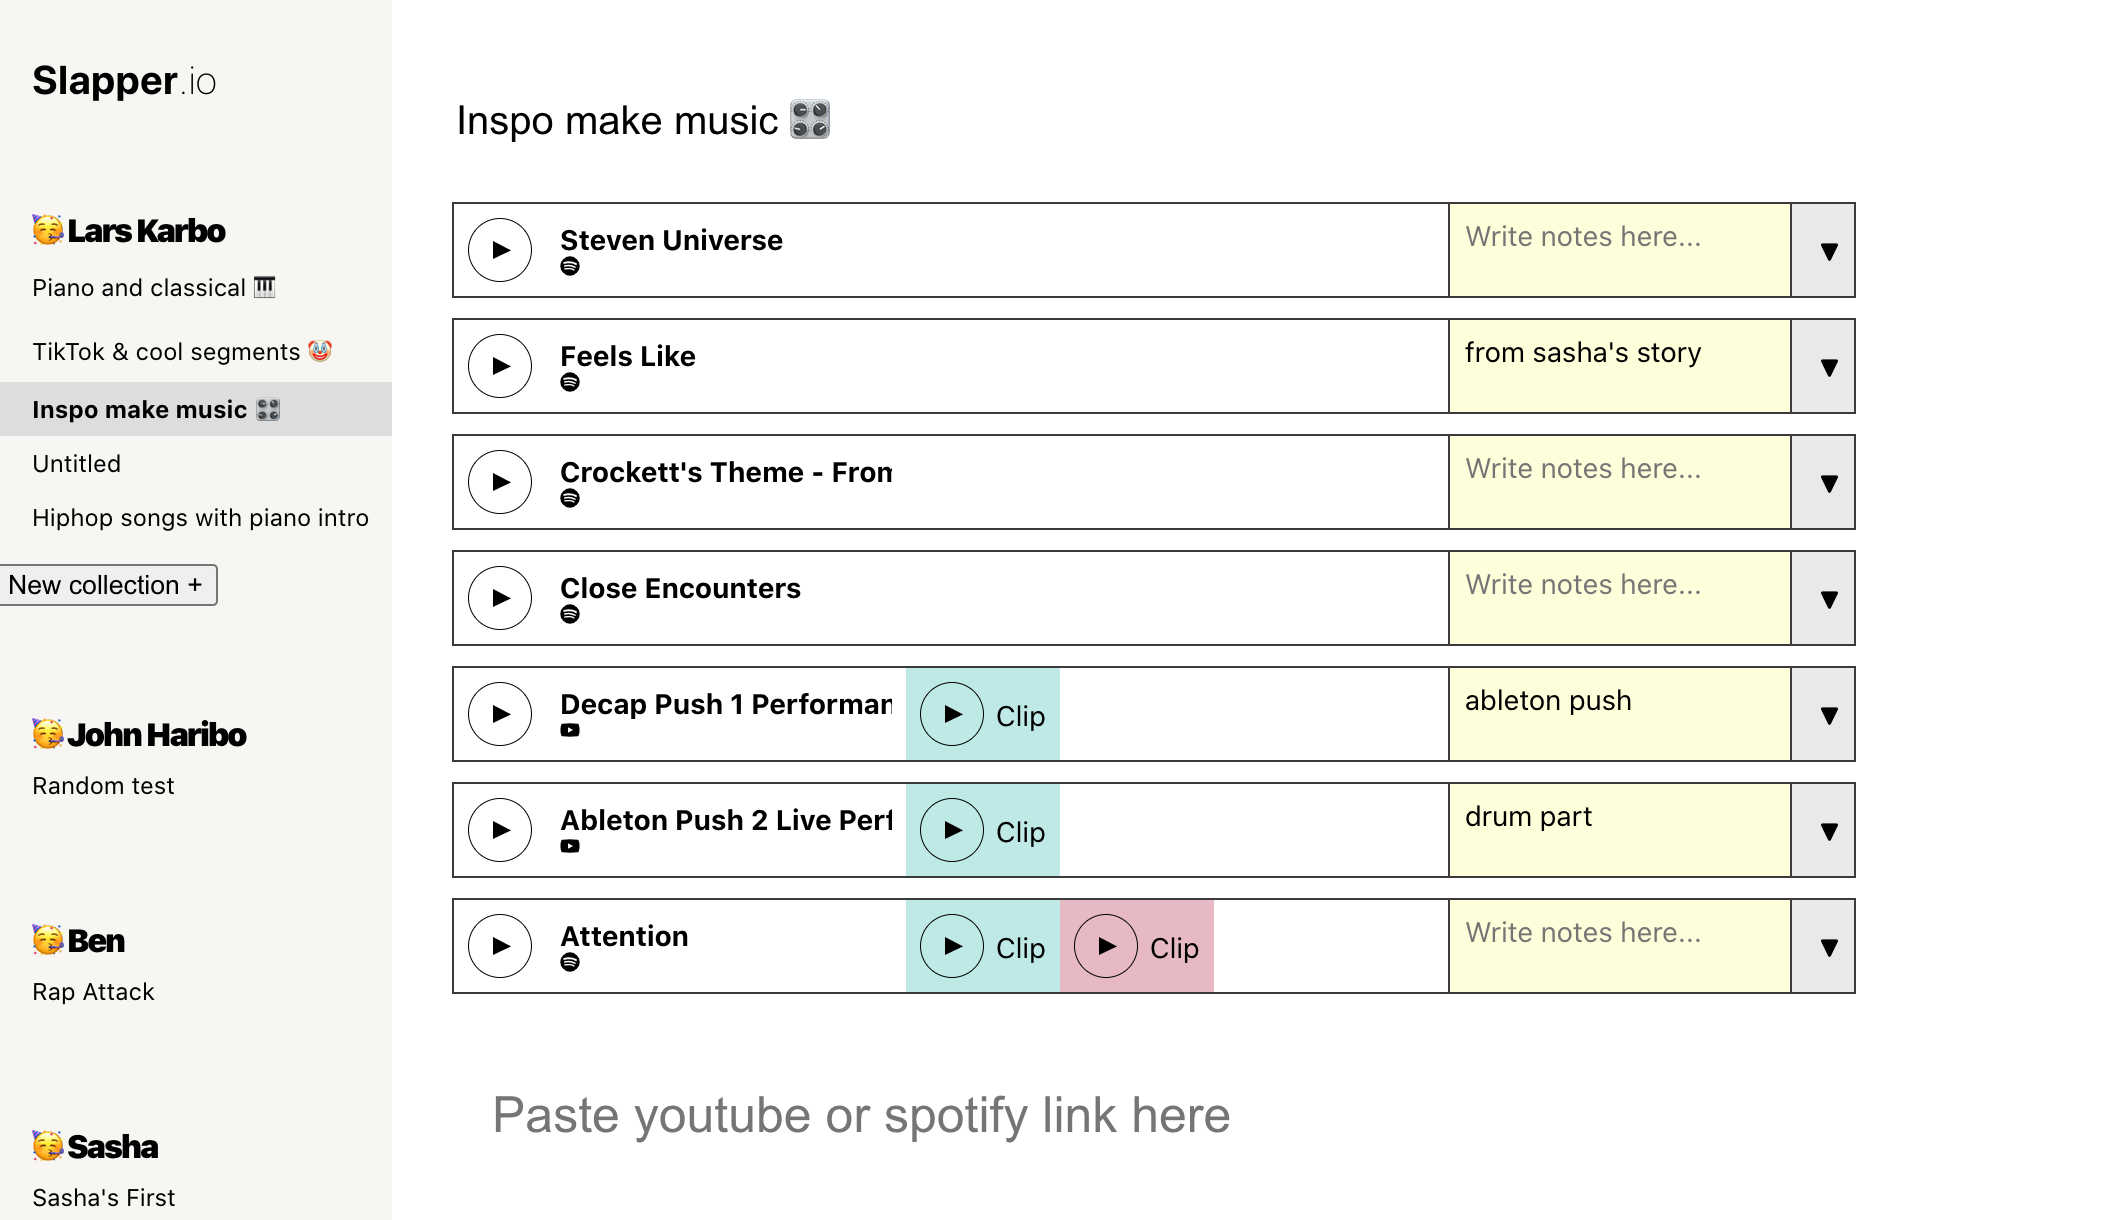 Slapper.io
🥳 Lars Karbo
Piano and classical 🎹
TikTok & cool segments 🤡
Inspo make music 🎛️
Untitled
Hiphop songs with piano intro
New collection +
🥳 John Haribo
Random test
🥳 Ben
Rap Attack
🥳 Sasha
Sasha's First
Inspo make music 🎛️
Steven Universe
Write notes here...
Feels Like
from sasha's story
Crockett's Theme - From
Write notes here...
Close Encounters
Write notes here...
Decap Push 1 Performan
Clip
ableton push
Ableton Push 2 Live Perf
Clip
drum part
Attention
Clip
Clip
Write notes here...
Paste youtube or spotify link here